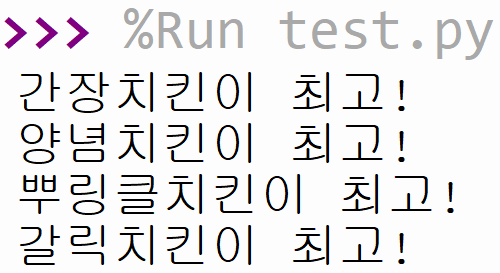 >>> %Run test.py
간장치킨이 최고!
양념치킨이 최고!
뿌링클치킨이 최고!
갈릭치킨이 최고!